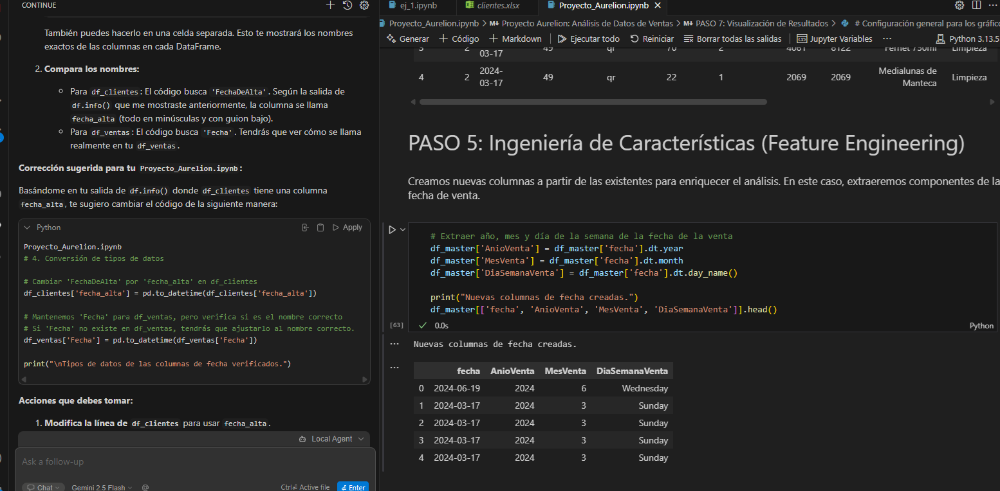 CONTINUE
También puedes hacerlo en una celda separada. Esto te mostrará los nombres
exactos de las columnas en cada DataFrame.
2. Compara los nombres:
Para df_clientes: El código busca 'FechaDeAlta'. Según la salida de
df.info() que me mostraste anteriormente, la columna se llama
fecha_alta (todo en minúsculas y con guion bajo).
Para df_ventas: El código busca 'Fecha'. Tendrás que ver cómo se llama
realmente en tu df_ventas.
Corrección sugerida para tu Proyecto_Aurelion.ipynb:
Basándome en tu salida de df.info() donde df_clientes tiene una columna
fecha_alta, te sugiero cambiar el código de la siguiente manera:
Python Apply
Proyecto_Aurelion.ipynb
# 4. Conversión de tipos de datos
# Cambiar 'FechaDeAlta' por 'fecha_alta' en df_clientes
df_clientes['fecha_alta'] = pd.to_datetime(df_clientes['fecha_alta'])
# Mantenemos 'Fecha' para df_ventas, pero verifica si es el nombre correcto
# Si 'Fecha' no existe en df_ventas, tendrás que ajustarlo al nombre correcto.
df_ventas['Fecha'] = pd.to_datetime(df_ventas['Fecha'])
print("\nTipos de datos de las columnas de fecha verificados.")
Acciones que debes tomar:
1. Modifica la línea de df_clientes para usar fecha_alta.
Local Agent
Ask a follow-up
Chat Gemini 2.5 Flash @ Ctrl⏎ Active file ⏎ Enter
ej_1.ipynb clientes.xlsx Proyecto_Aurelion.ipynb
Proyecto_Aurelion.ipynb > M↓ Proyecto Aurelion: Análisis de Datos de Ventas > M↓ PASO 7: Visualización de Resultados > # Configuración general para los gráfico
Generar + Código + Markdown Ejecutar todo Reiniciar Borrar todas las salidas Jupyter Variables ... Python 3.13.5
3 2 03-17 49 qr 70 2 4061 8122 Fernet 750ml Limpieza
4 2 2024-03-17 49 qr 22 1 2069 2069 Medialunas de Manteca Limpieza
PASO 5: Ingeniería de Características (Feature Engineering)
Creamos nuevas columnas a partir de las existentes para enriquecer el análisis. En este caso, extraeremos componentes de la
fecha de venta.
# Extraer año, mes y día de la semana de la fecha de la venta
df_master['AnioVenta'] = df_master['fecha'].dt.year
df_master['MesVenta'] = df_master['fecha'].dt.month
df_master['DiaSemanaVenta'] = df_master['fecha'].dt.day_name()
print("Nuevas columnas de fecha creadas.")
df_master[['fecha', 'AnioVenta', 'MesVenta', 'DiaSemanaVenta']].head()
[63] 0.0s Python
... Nuevas columnas de fecha creadas.
...
fecha AnioVenta MesVenta DiaSemanaVenta
0 2024-06-19 2024 6 Wednesday
1 2024-03-17 2024 3 Sunday
2 2024-03-17 2024 3 Sunday
3 2024-03-17 2024 3 Sunday
4 2024-03-17 2024 3 Sunday